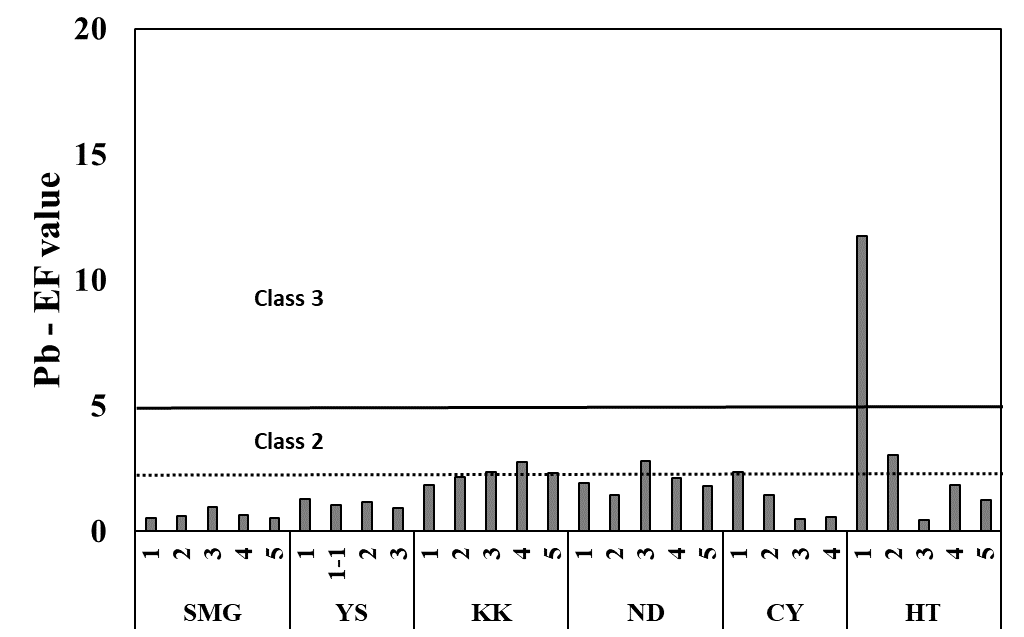 Pb - EF value
20
15
10
5
0
Class 3
Class 2
1 2 3 4 5 1 1-1 2 3 1 2 3 4 5 1 2 3 4 5 1 2 3 4 1 2 3 4 5
SMG YS KK ND CY HT